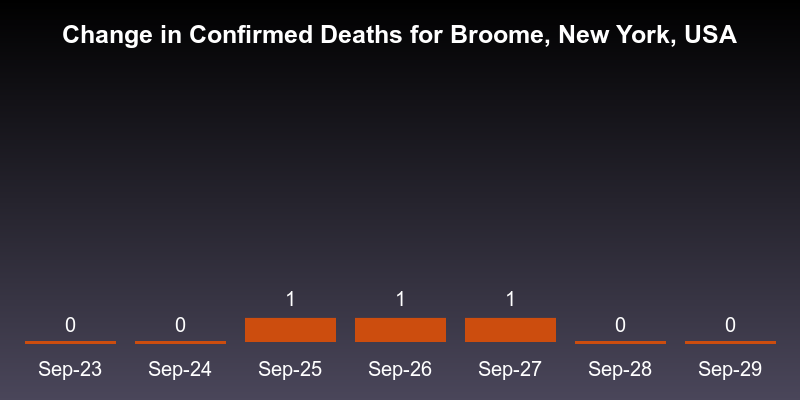 Change in Confirmed Deaths for Broome, New York, USA
0 0 1 1 1 0 0
Sep-23 Sep-24 Sep-25 Sep-26 Sep-27 Sep-28 Sep-29